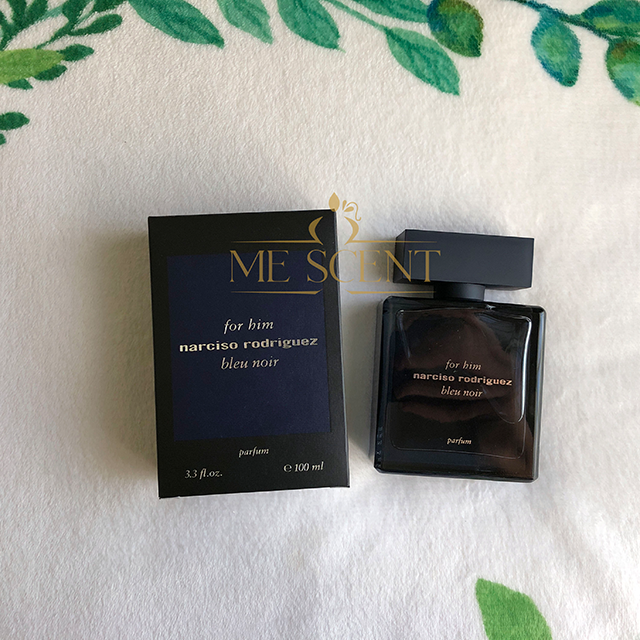 ME SCENT
for him
narciso rodriguez
bleu noir
parfum
3.3 fl.oz. ℮ 100 ml
for him
narciso rodriguez
bleu noir
parfum